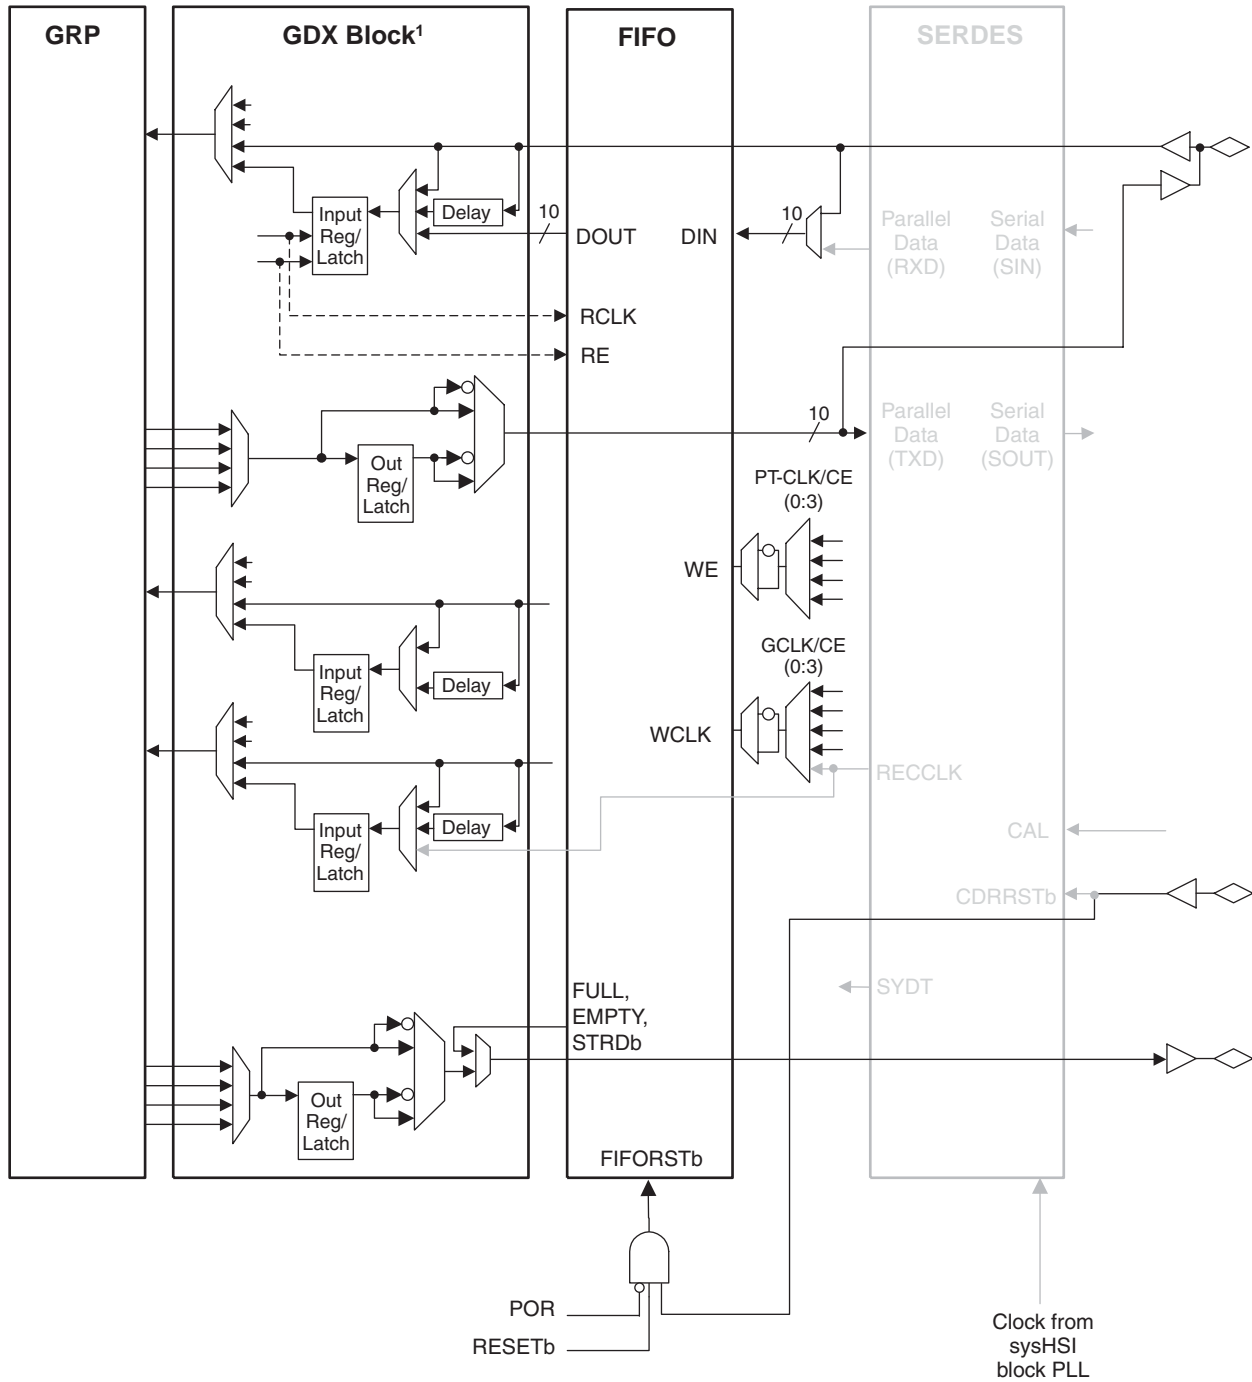 GRP
GDX Block1
FIFO
SERDES
Input
Reg/
Latch
Delay
10
DOUT
DIN
10
Parallel
Data
(RXD)
Serial
Data
(SIN)
RCLK
RE
Out
Reg/
Latch
10
Parallel
Data
(TXD)
Serial
Data
(SOUT)
PT-CLK/CE
(0:3)
WE
Input
Reg/
Latch
Delay
GCLK/CE
(0:3)
WCLK
RECCLK
Input
Reg/
Latch
Delay
CAL
CDRRSTb
SYDT
FULL,
EMPTY,
STRDb
Out
Reg/
Latch
FIFORSTb
POR
RESETb
Clock from
sysHSI
block PLL